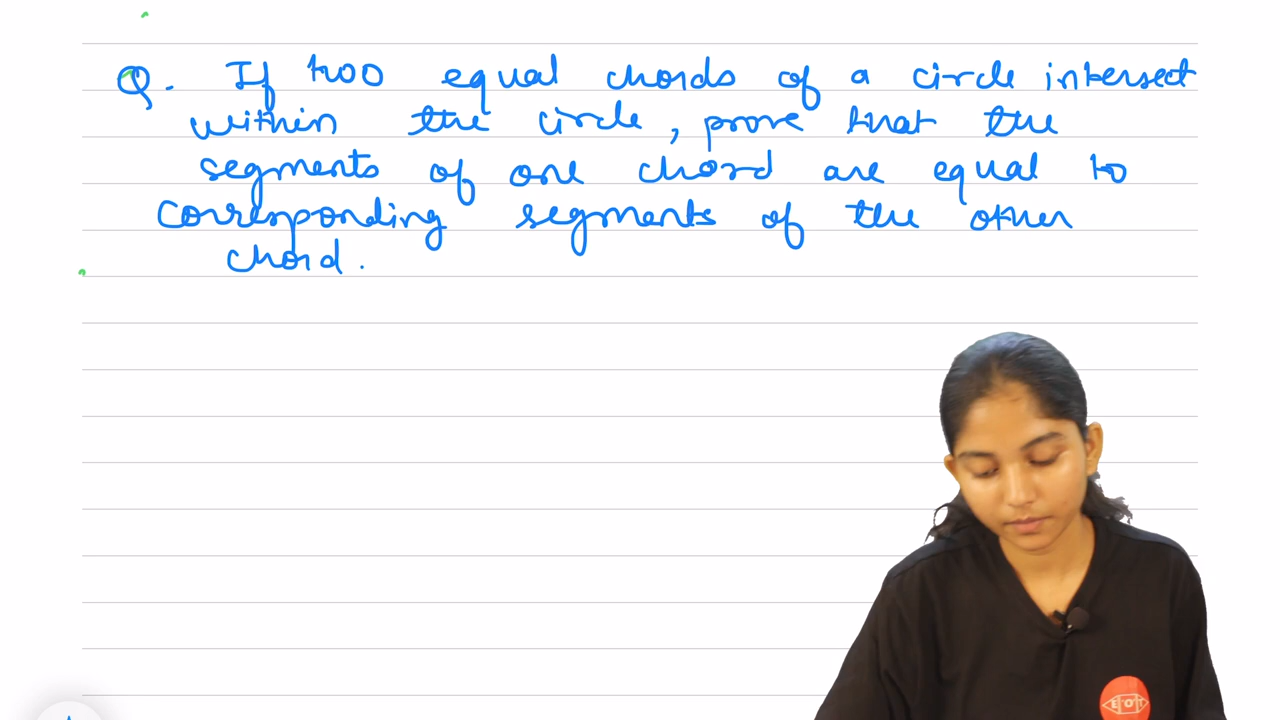 Q. If two equal chords of a circle intersect
within the circle, prove that the
segments of one chord are equal to
corresponding segments of the other
chord.
EOT